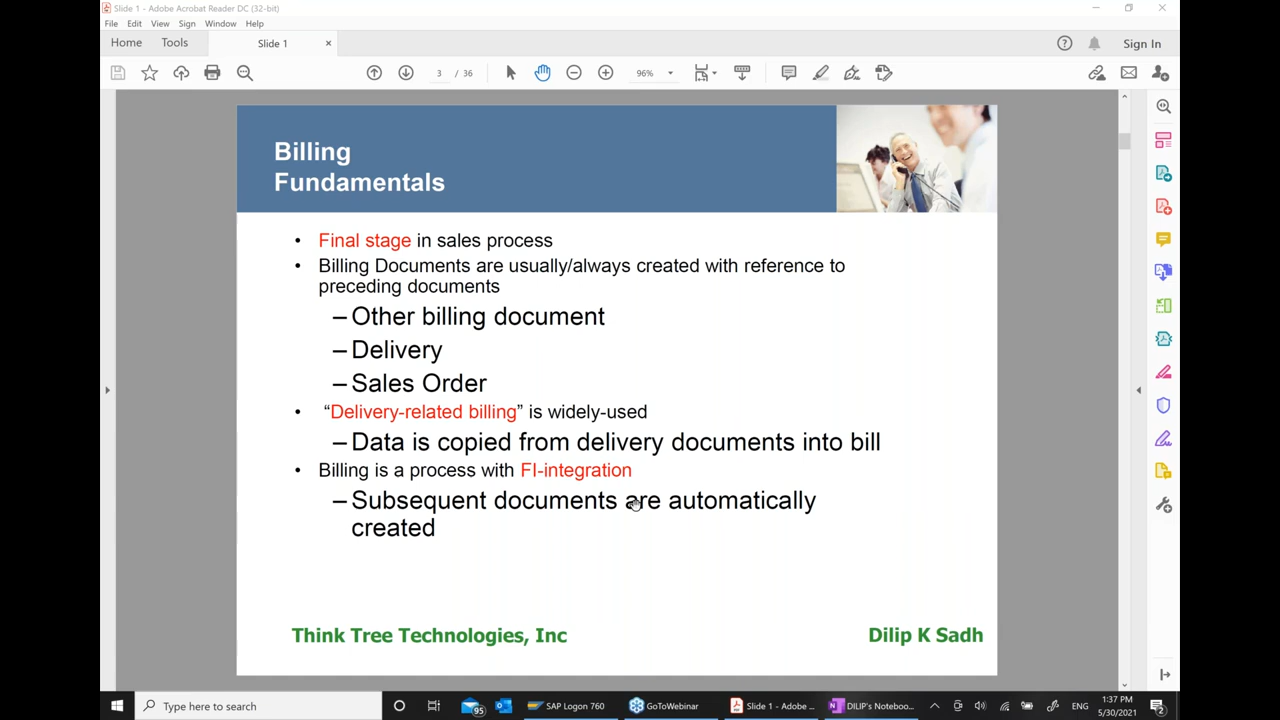 Slide 1 - Adobe Acrobat Reader DC (32-bit)
File Edit View Sign Window Help
Home Tools Slide 1 × Sign In
3 / 36 96%
Billing
Fundamentals
• Final stage in sales process
• Billing Documents are usually/always created with reference to
preceding documents
– Other billing document
– Delivery
– Sales Order
• “Delivery-related billing” is widely-used
– Data is copied from delivery documents into bill
• Billing is a process with FI-integration
– Subsequent documents are automatically
created
Think Tree Technologies, Inc Dilip K Sadh
Type here to search 95 SAP Logon 760 GoToWebinar Slide 1 - Adobe ... DILIP's Noteboo... ENG 1:37 PM
5/30/2021 2